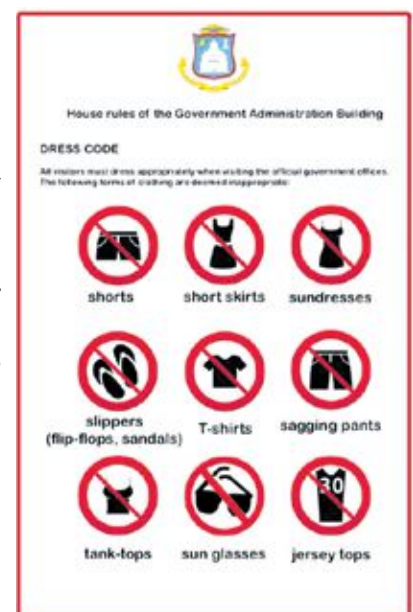 House rules of the Government Administration Building
DRESS CODE
All visitors must dress appropriately when visiting the official government offices.
The following forms of clothing are deemed inappropriate:
shorts
short skirts
sundresses
slippers
(flip-flops, sandals)
T-shirts
sagging pants
30
tank-tops
sun glasses
jersey tops